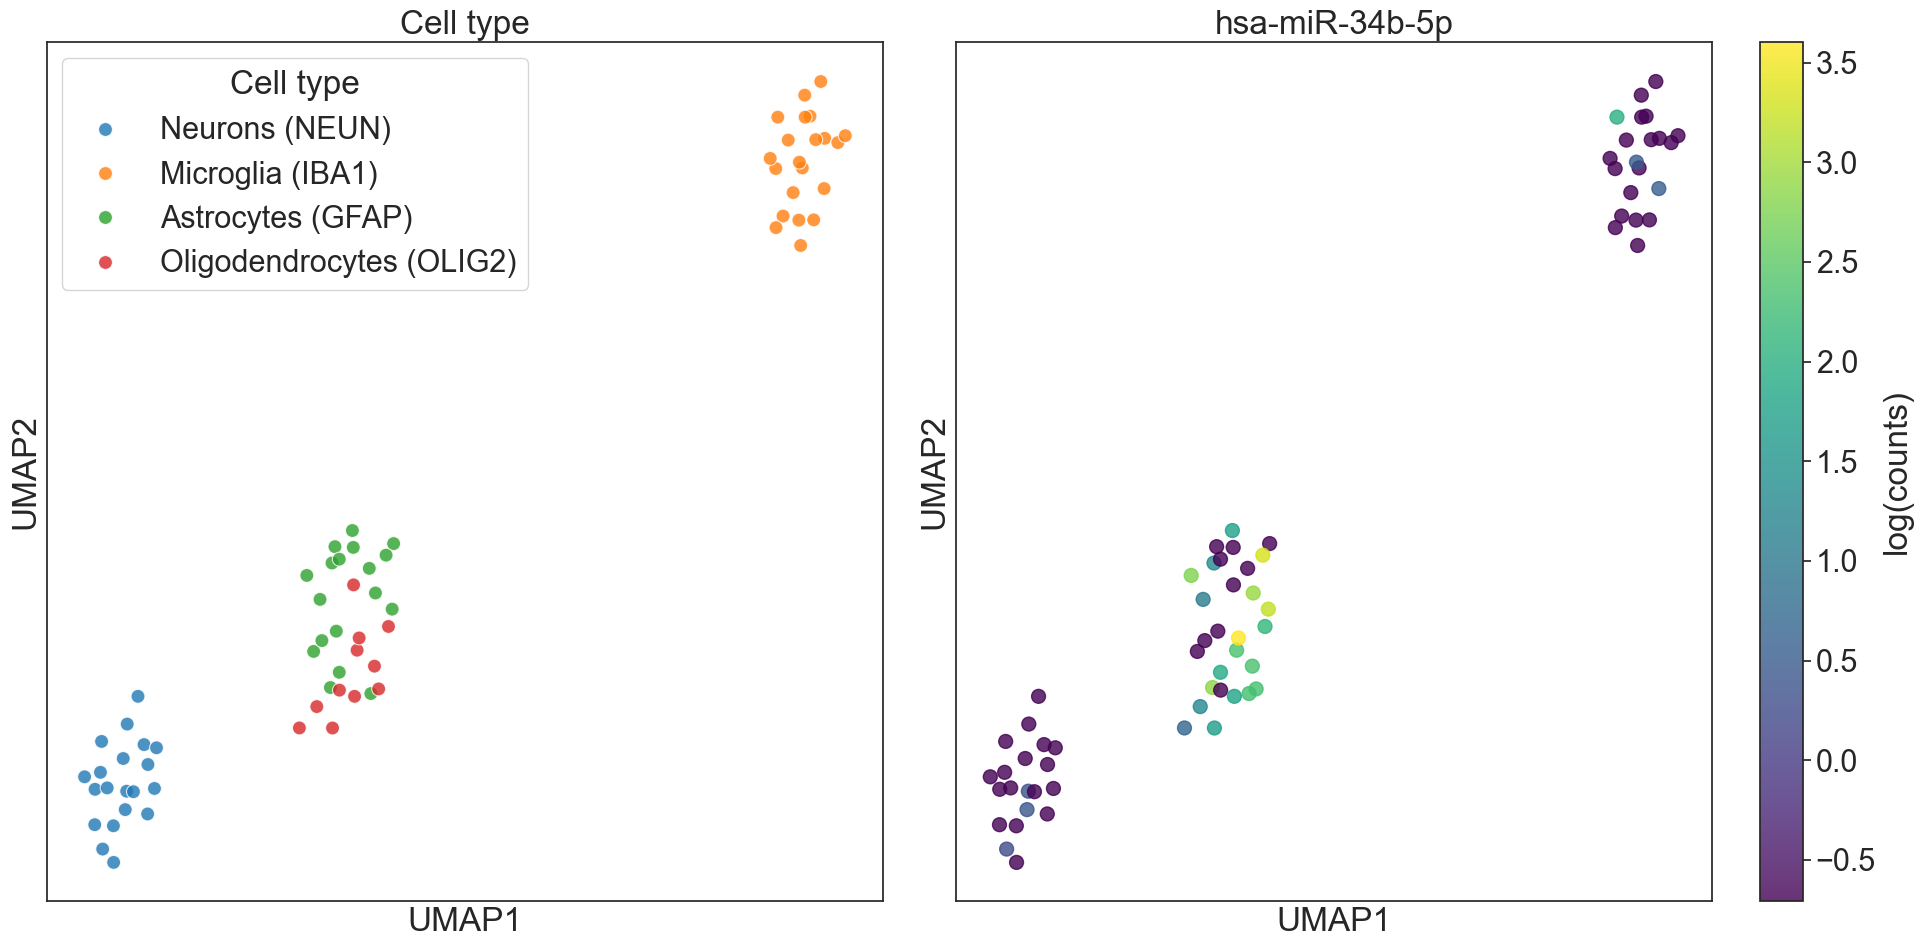 Cell type
Cell type
Neurons (NEUN)
Microglia (IBA1)
Astrocytes (GFAP)
Oligodendrocytes (OLIG2)
UMAP2
UMAP1
hsa-miR-34b-5p
UMAP2
UMAP1
3.5
3.0
2.5
2.0
1.5
1.0
0.5
0.0
−0.5
log(counts)